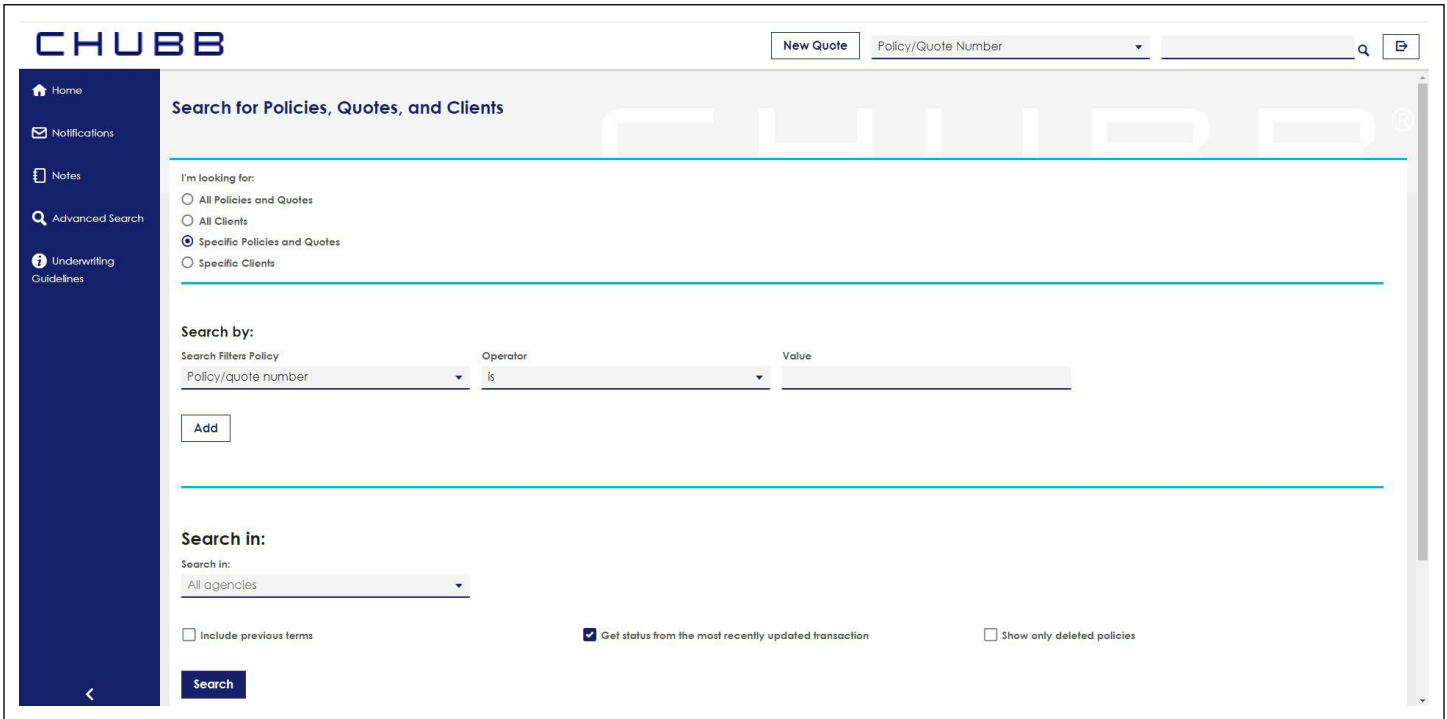 CHUBB
New Quote
Policy/Quote Number
Home
Notifications
Notes
Advanced Search
Underwriting
Guidelines
Search for Policies, Quotes, and Clients
CHUBB®
I'm looking for:
All Policies and Quotes
All Clients
Specific Policies and Quotes
Specific Clients
Search by:
Search Filters Policy Operator Value
Policy/quote number is
Add
Search in:
Search in:
All agencies
Include previous terms Get status from the most recently updated transaction Show only deleted policies
Search